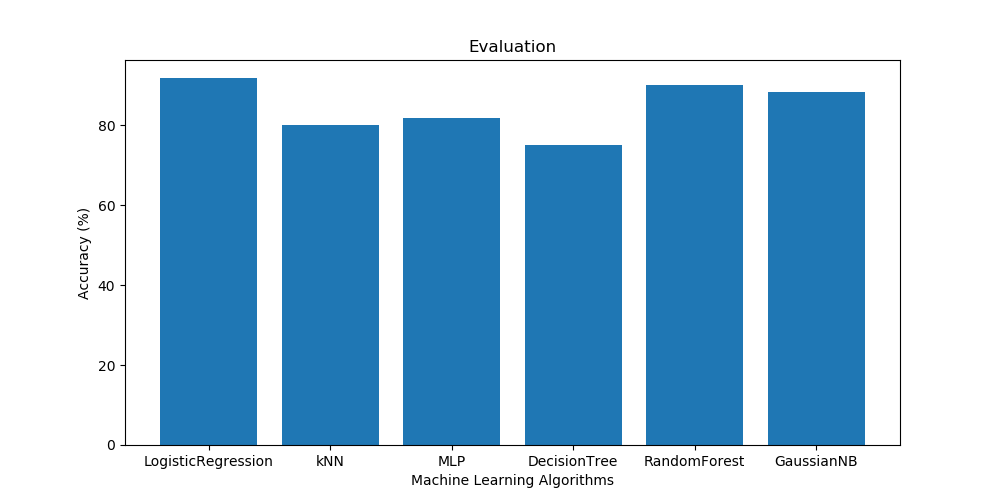 Evaluation
Accuracy (%)
80
60
40
20
0
LogisticRegression kNN MLP DecisionTree RandomForest GaussianNB
Machine Learning Algorithms